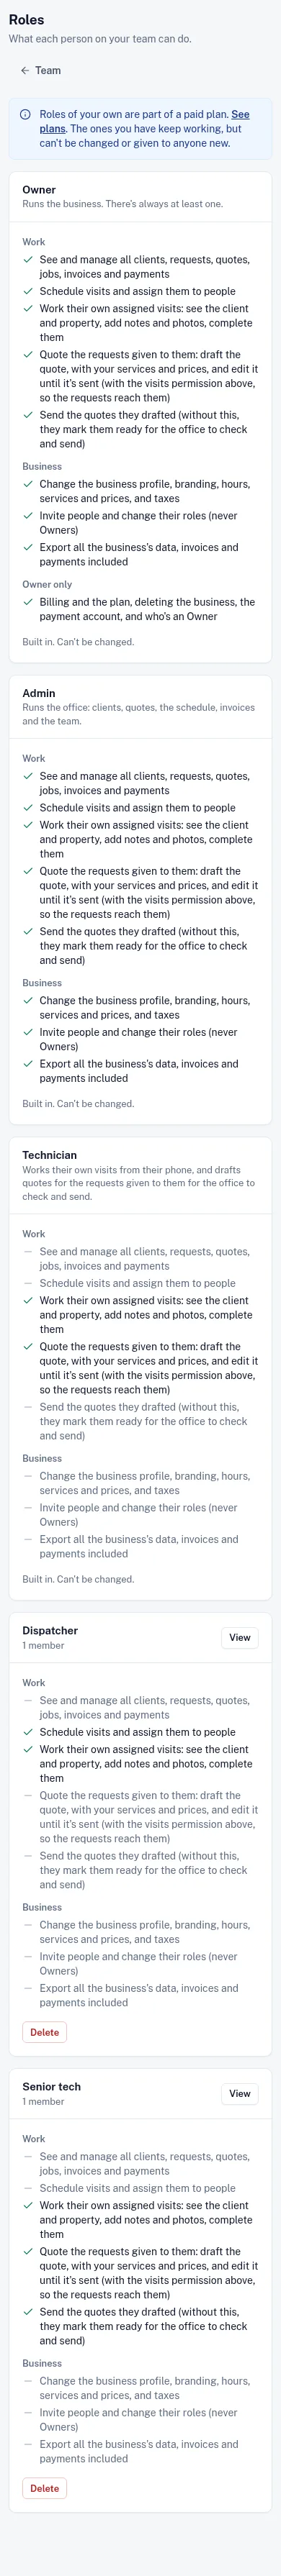 Roles
What each person on your team can do.
← Team
Roles of your own are part of a paid plan. See
plans. The ones you have keep working, but
can't be changed or given to anyone new.
Owner
Runs the business. There's always at least one.
Work
See and manage all clients, requests, quotes,
jobs, invoices and payments
Schedule visits and assign them to people
Work their own assigned visits: see the client
and property, add notes and photos, complete
them
Quote the requests given to them: draft the
quote, with your services and prices, and edit it
until it's sent (with the visits permission above,
so the requests reach them)
Send the quotes they drafted (without this,
they mark them ready for the office to check
and send)
Business
Change the business profile, branding, hours,
services and prices, and taxes
Invite people and change their roles (never
Owners)
Export all the business's data, invoices and
payments included
Owner only
Billing and the plan, deleting the business, the
payment account, and who's an Owner
Built in. Can't be changed.
Admin
Runs the office: clients, quotes, the schedule, invoices
and the team.
Work
See and manage all clients, requests, quotes,
jobs, invoices and payments
Schedule visits and assign them to people
Work their own assigned visits: see the client
and property, add notes and photos, complete
them
Quote the requests given to them: draft the
quote, with your services and prices, and edit it
until it's sent (with the visits permission above,
so the requests reach them)
Send the quotes they drafted (without this,
they mark them ready for the office to check
and send)
Business
Change the business profile, branding, hours,
services and prices, and taxes
Invite people and change their roles (never
Owners)
Export all the business's data, invoices and
payments included
Built in. Can't be changed.
Technician
Works their own visits from their phone, and drafts
quotes for the requests given to them for the office to
check and send.
Work
See and manage all clients, requests, quotes,
jobs, invoices and payments
Schedule visits and assign them to people
Work their own assigned visits: see the client
and property, add notes and photos, complete
them
Quote the requests given to them: draft the
quote, with your services and prices, and edit it
until it's sent (with the visits permission above,
so the requests reach them)
Send the quotes they drafted (without this,
they mark them ready for the office to check
and send)
Business
Change the business profile, branding, hours,
services and prices, and taxes
Invite people and change their roles (never
Owners)
Export all the business's data, invoices and
payments included
Built in. Can't be changed.
Dispatcher
1 member
View
Work
See and manage all clients, requests, quotes,
jobs, invoices and payments
Schedule visits and assign them to people
Work their own assigned visits: see the client
and property, add notes and photos, complete
them
Quote the requests given to them: draft the
quote, with your services and prices, and edit it
until it's sent (with the visits permission above,
so the requests reach them)
Send the quotes they drafted (without this,
they mark them ready for the office to check
and send)
Business
Change the business profile, branding, hours,
services and prices, and taxes
Invite people and change their roles (never
Owners)
Export all the business's data, invoices and
payments included
Delete
Senior tech
1 member
View
Work
See and manage all clients, requests, quotes,
jobs, invoices and payments
Schedule visits and assign them to people
Work their own assigned visits: see the client
and property, add notes and photos, complete
them
Quote the requests given to them: draft the
quote, with your services and prices, and edit it
until it's sent (with the visits permission above,
so the requests reach them)
Send the quotes they drafted (without this,
they mark them ready for the office to check
and send)
Business
Change the business profile, branding, hours,
services and prices, and taxes
Invite people and change their roles (never
Owners)
Export all the business's data, invoices and
payments included
Delete